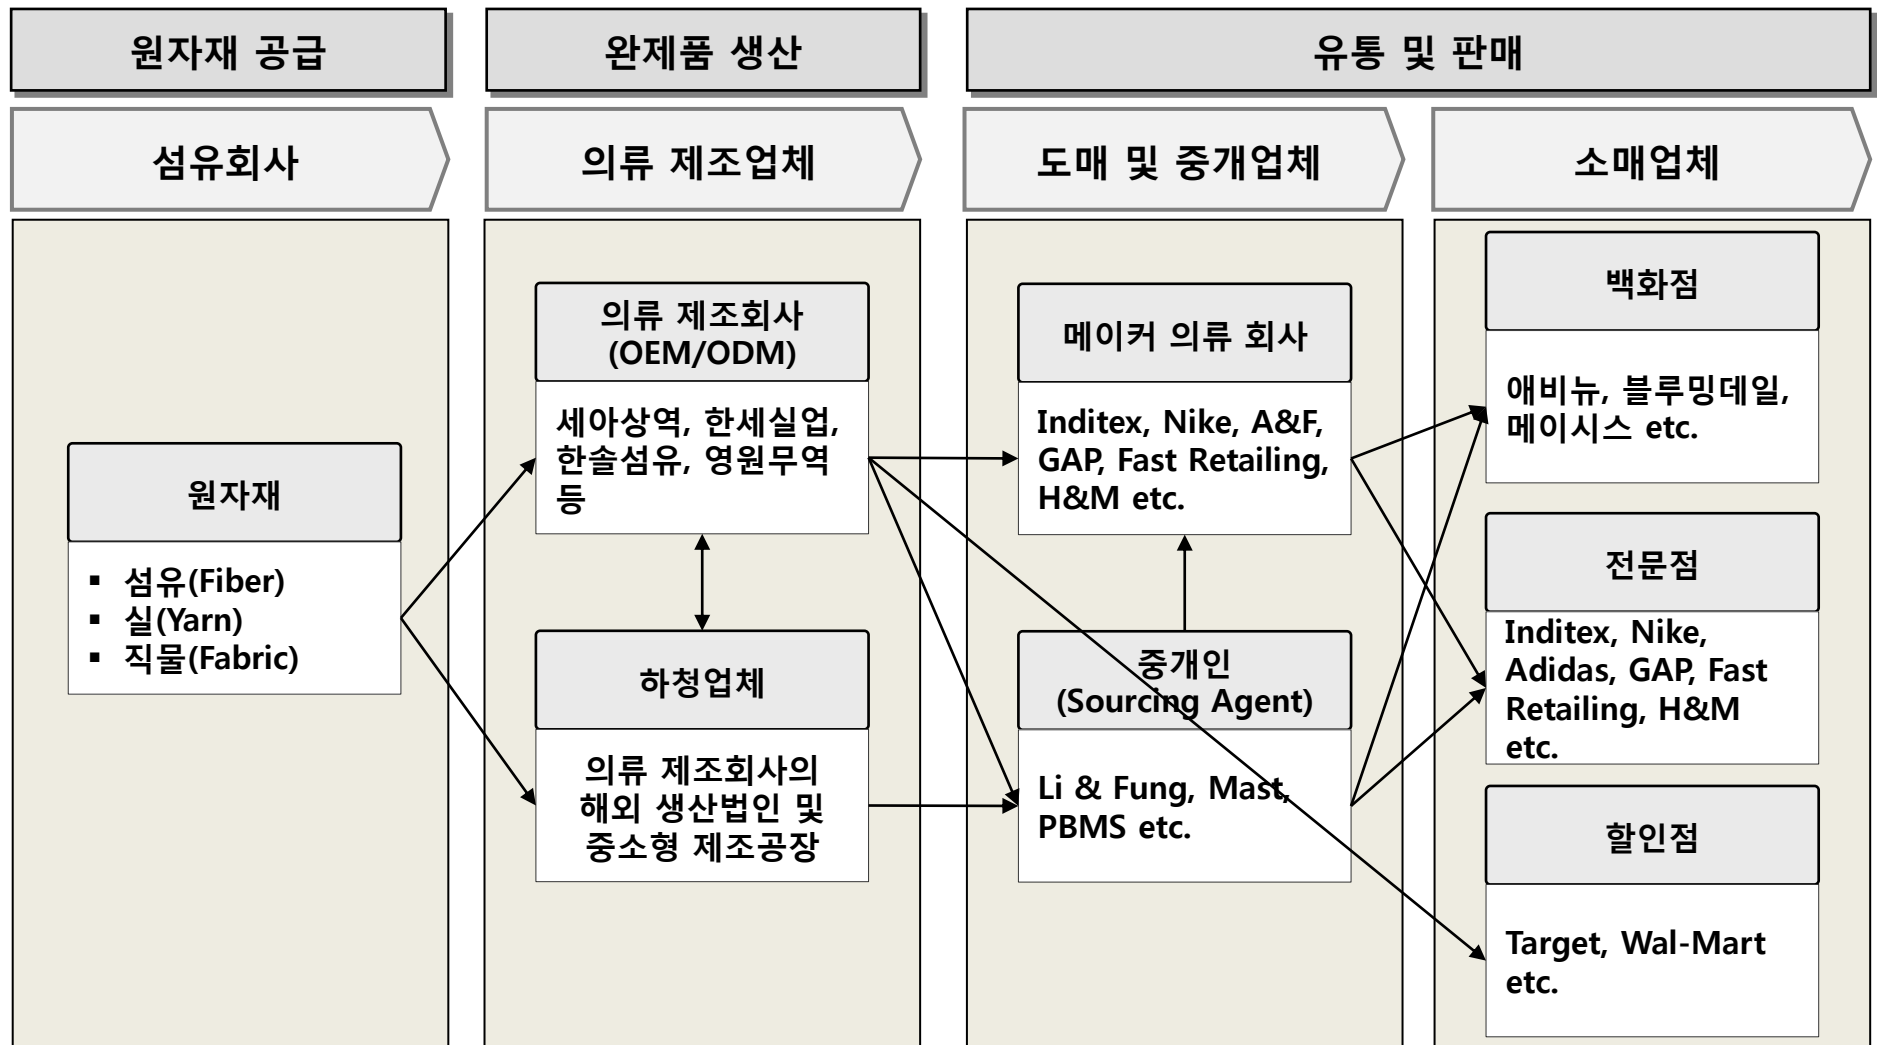 원자재 공급
완제품 생산
유통 및 판매
섬유회사
의류 제조업체
도매 및 중개업체
소매업체
원자재
▪ 섬유(Fiber)
▪ 실(Yarn)
▪ 직물(Fabric)
의류 제조회사
(OEM/ODM)
세아상역, 한세실업,
한솔섬유, 영원무역
등
하청업체
의류 제조회사의
해외 생산법인 및
중소형 제조공장
메이커 의류 회사
Inditex, Nike, A&F,
GAP, Fast Retailing,
H&M etc.
중개인
(Sourcing Agent)
Li & Fung, Mast,
PBMS etc.
백화점
애비뉴, 블루밍데일,
메이시스 etc.
전문점
Inditex, Nike,
Adidas, GAP, Fast
Retailing, H&M
etc.
할인점
Target, Wal-Mart
etc.